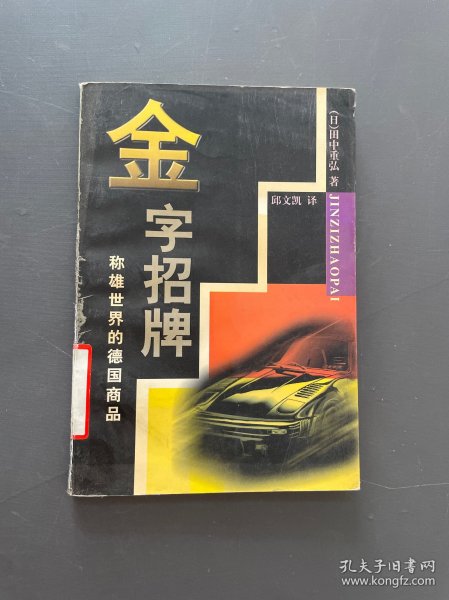 金
字招牌
称雄世界的德国商品
（日）田中重弘 著
邱文凯 译
JINZIZHAOPAI
孔夫子旧书网
www.kongfz.com